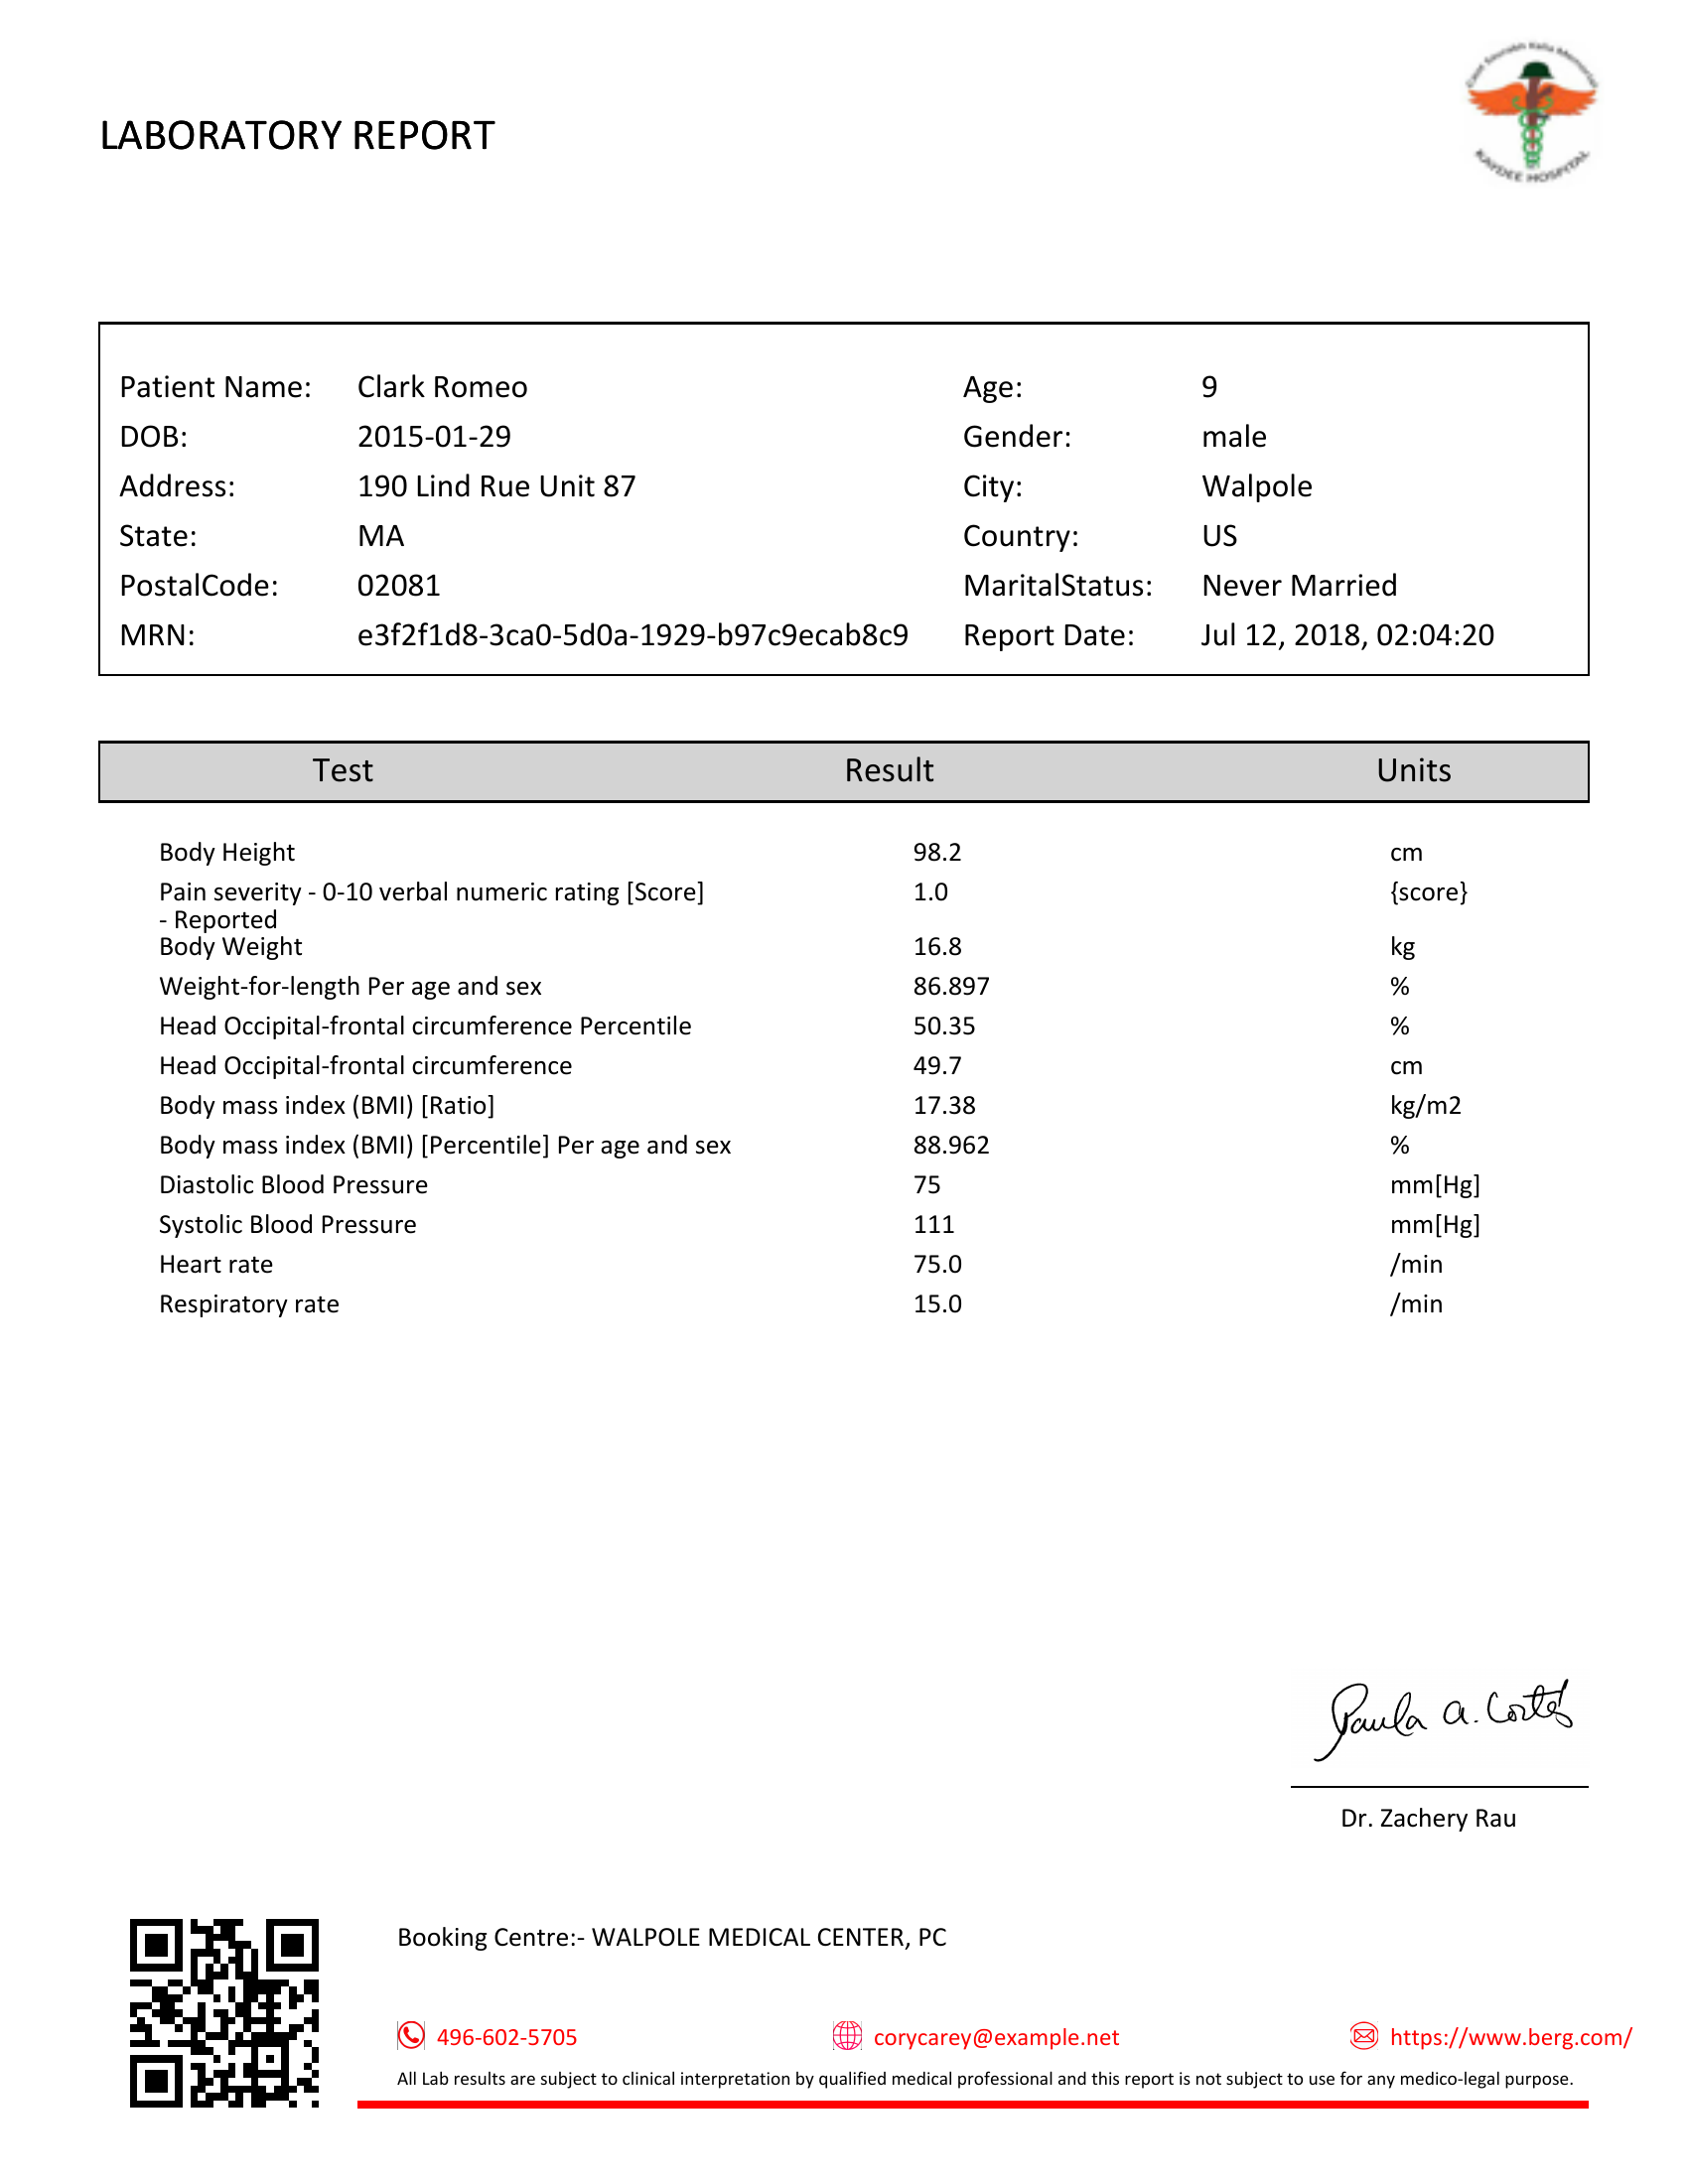 LABORATORY REPORT
KAYDEE HOSPITAL
Patient Name: Clark Romeo Age: 9
DOB: 2015-01-29 Gender: male
Address: 190 Lind Rue Unit 87 City: Walpole
State: MA Country: US
PostalCode: 02081 MaritalStatus: Never Married
MRN: e3f2f1d8-3ca0-5d0a-1929-b97c9ecab8c9 Report Date: Jul 12, 2018, 02:04:20
Test Result Units
Body Height 98.2 cm
Pain severity - 0-10 verbal numeric rating [Score] 1.0 {score}
- Reported
Body Weight 16.8 kg
Weight-for-length Per age and sex 86.897 %
Head Occipital-frontal circumference Percentile 50.35 %
Head Occipital-frontal circumference 49.7 cm
Body mass index (BMI) [Ratio] 17.38 kg/m2
Body mass index (BMI) [Percentile] Per age and sex 88.962 %
Diastolic Blood Pressure 75 mm[Hg]
Systolic Blood Pressure 111 mm[Hg]
Heart rate 75.0 /min
Respiratory rate 15.0 /min
Paula a. Cortes
Dr. Zachery Rau
Booking Centre:- WALPOLE MEDICAL CENTER, PC
496-602-5705 corycarey@example.net https://www.berg.com/
All Lab results are subject to clinical interpretation by qualified medical professional and this report is not subject to use for any medico-legal purpose.